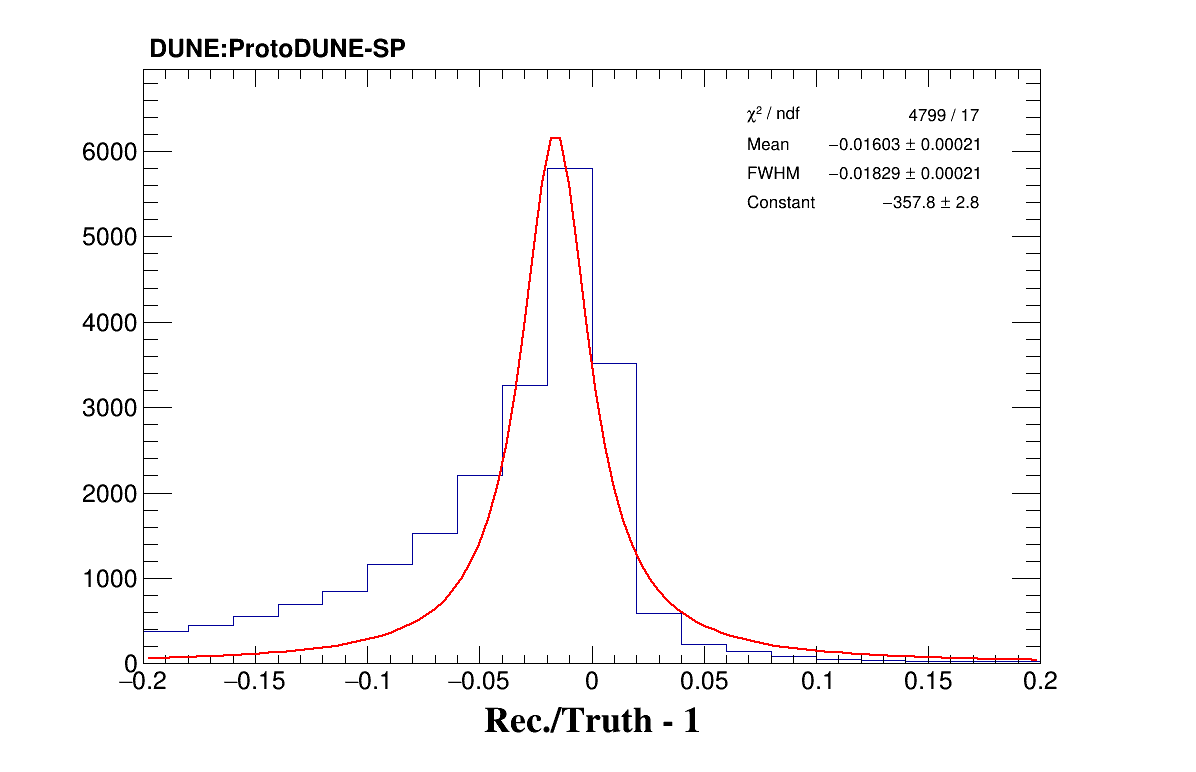 DUNE:ProtoDUNE-SP
χ² / ndf 4799 / 17
Mean −0.01603 ± 0.00021
FWHM −0.01829 ± 0.00021
Constant −357.8 ± 2.8
6000
5000
4000
3000
2000
1000
0
−0.2 −0.15 −0.1 −0.05 0 0.05 0.1 0.15 0.2
Rec./Truth - 1